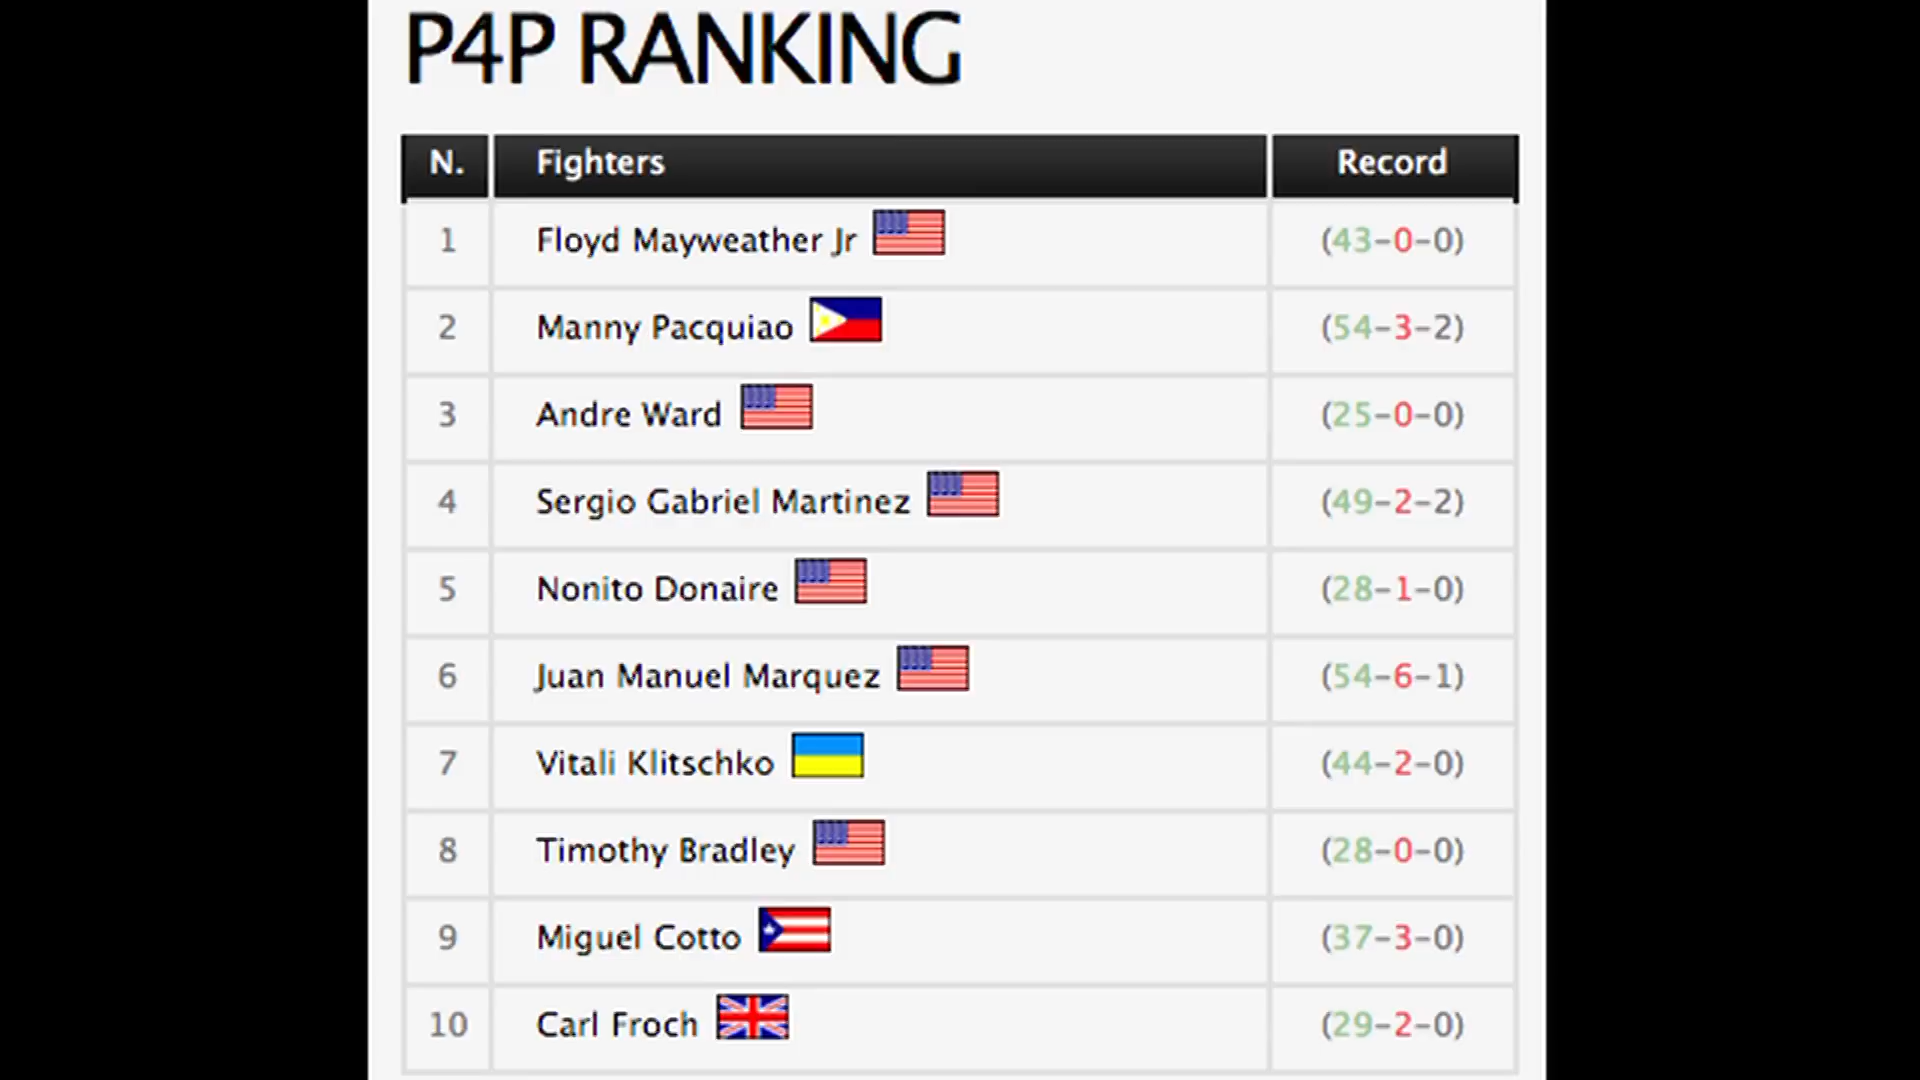 P4P RANKING
N. Fighters Record
1 Floyd Mayweather Jr (43-0-0)
2 Manny Pacquiao (54-3-2)
3 Andre Ward (25-0-0)
4 Sergio Gabriel Martinez (49-2-2)
5 Nonito Donaire (28-1-0)
6 Juan Manuel Marquez (54-6-1)
7 Vitali Klitschko (44-2-0)
8 Timothy Bradley (28-0-0)
9 Miguel Cotto (37-3-0)
10 Carl Froch (29-2-0)